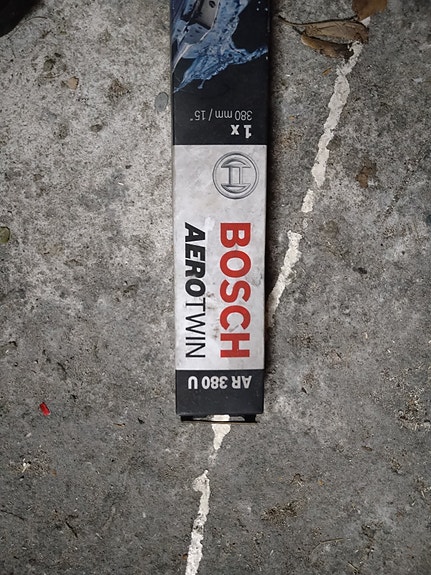 1 x
380 mm / 15"
BOSCH
AEROTWIN
AR 380 U